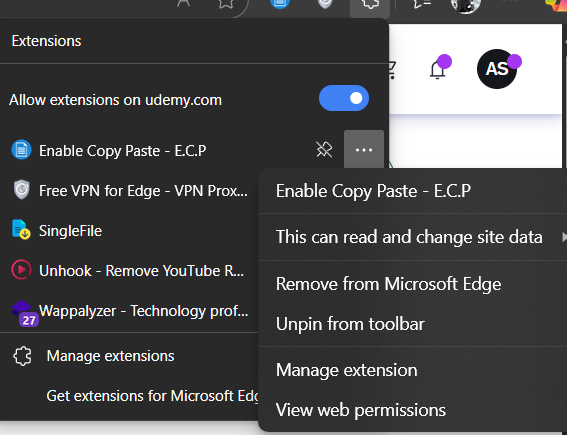 Extensions
AS
Allow extensions on udemy.com
Enable Copy Paste - E.C.P
Free VPN for Edge - VPN Prox...
SingleFile
Unhook - Remove YouTube R...
Wappalyzer - Technology prof...
27
Manage extensions
Get extensions for Microsoft Edg
Enable Copy Paste - E.C.P
This can read and change site data
Remove from Microsoft Edge
Unpin from toolbar
Manage extension
View web permissions